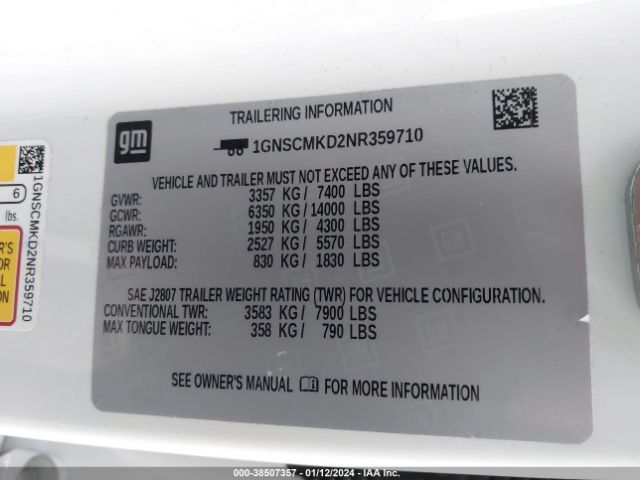 TRAILERING INFORMATION
gm
1GNSCMKD2NR359710
VEHICLE AND TRAILER MUST NOT EXCEED ANY OF THESE VALUES.
GVWR: 3357 KG / 7400 LBS
GCWR: 6350 KG / 14000 LBS
RGAWR: 1950 KG / 4300 LBS
CURB WEIGHT: 2527 KG / 5570 LBS
MAX PAYLOAD: 830 KG / 1830 LBS
SAE J2807 TRAILER WEIGHT RATING (TWR) FOR VEHICLE CONFIGURATION.
CONVENTIONAL TWR: 3583 KG / 7900 LBS
MAX TONGUE WEIGHT: 358 KG / 790 LBS
SEE OWNER'S MANUAL FOR MORE INFORMATION
1GNSCMKD2NR359710
6
lbs.
000-38507357 - 01/12/2024 - IAA Inc.